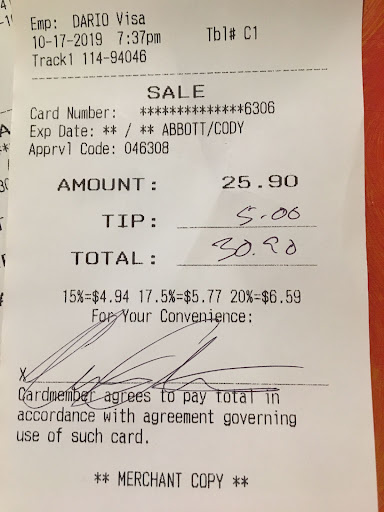 Emp: DARIO Visa
10-17-2019 7:37pm Tbl# C1
Track1 114-94046
SALE
Card Number: **************6306
Exp Date: ** / ** ABBOTT/CODY
Apprvl Code: 046308
AMOUNT: 25.90
TIP: 5.00
TOTAL: 30.90
15%=$4.94 17.5%=$5.77 20%=$6.59
For Your Convenience:
X
Cardmember agrees to pay total in
accordance with agreement governing
use of such card.
** MERCHANT COPY **